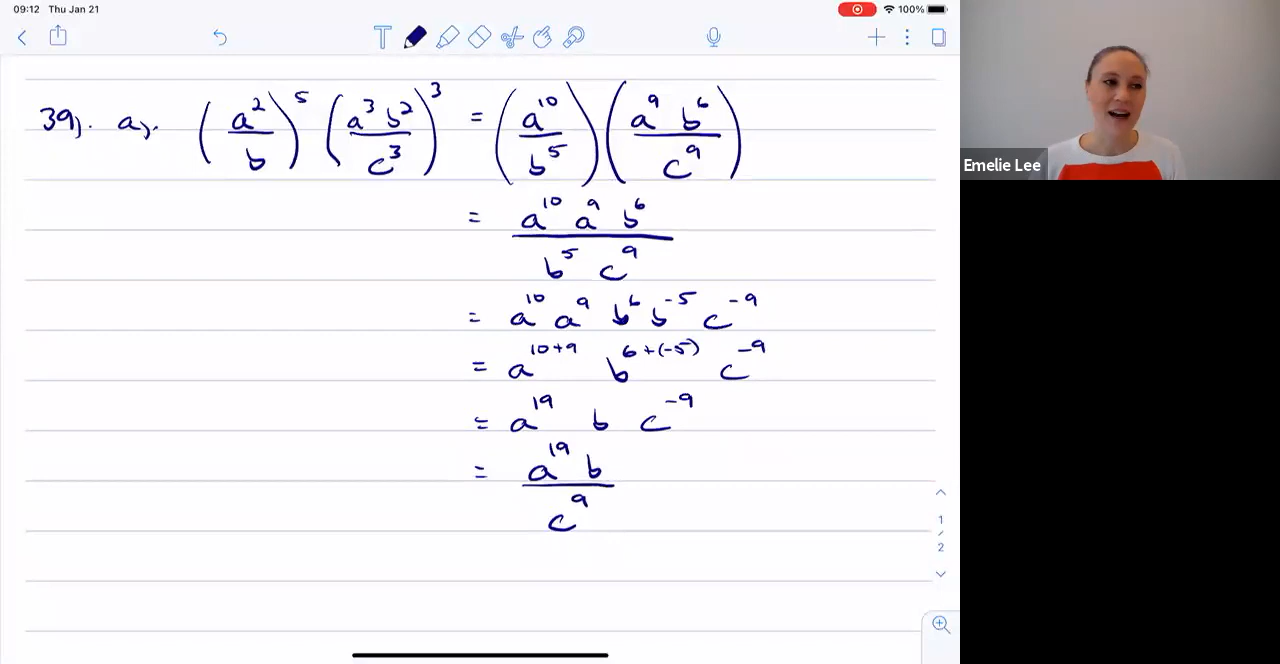 09:12 Thu Jan 21 100%
39). a). (a^2/b)^5 (a^3 b^2/c^3)^3 = (a^10/b^5)(a^9 b^6/c^9)
= a^10 a^9 b^6/b^5 c^9
= a^10 a^9 b^6 b^-5 c^-9
= a^10+9 b^6+(-5) c^-9
= a^19 b c^-9
= a^19 b/c^9
Emelie Lee
1
/
2